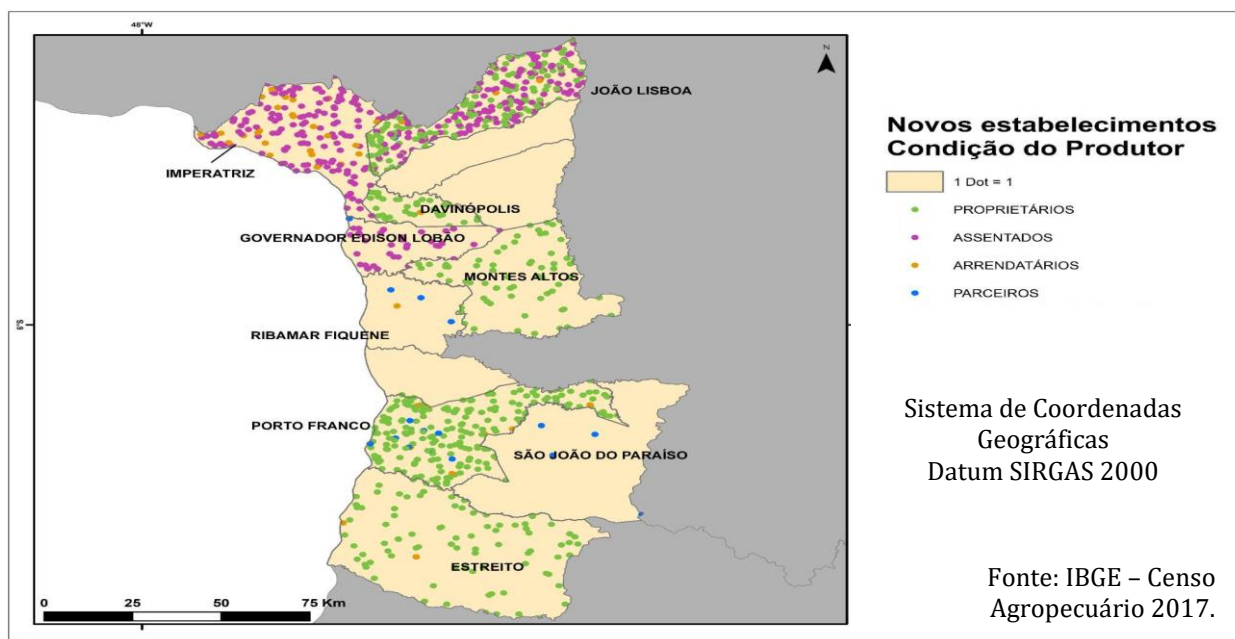 48°W
N
JOÃO LISBOA
IMPERATRIZ
DAVINÓPOLIS
GOVERNADOR EDISON LOBÃO
MONTES ALTOS
RIBAMAR FIQUENE
PORTO FRANCO
SÃO JOÃO DO PARAÍSO
ESTREITO
0 25 50 75 Km
Novos estabelecimentos
Condição do Produtor
1 Dot = 1
PROPRIETÁRIOS
ASSENTADOS
ARRENDATÁRIOS
PARCEIROS
Sistema de Coordenadas
Geográficas
Datum SIRGAS 2000
Fonte: IBGE – Censo
Agropecuário 2017.